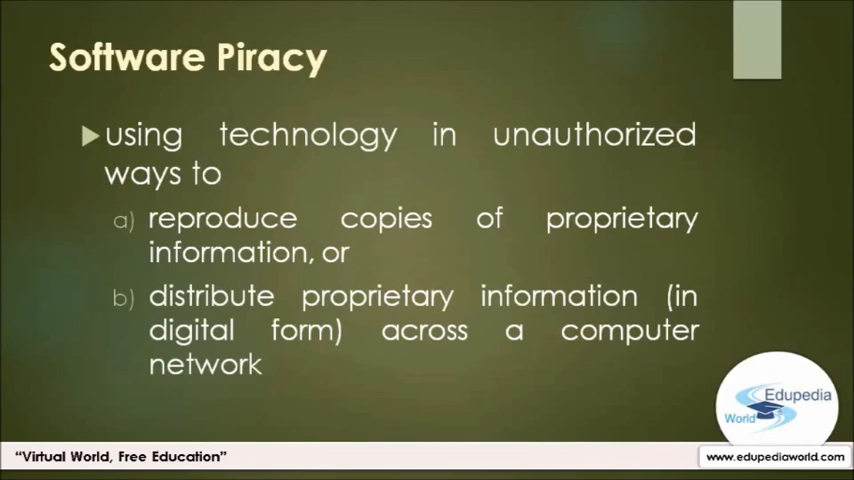 Software Piracy
using technology in unauthorized
ways to
a) reproduce copies of proprietary
information, or
b) distribute proprietary information (in
digital form) across a computer
network
Edupedia
World
"Virtual World, Free Education"
www.edupediaworld.com